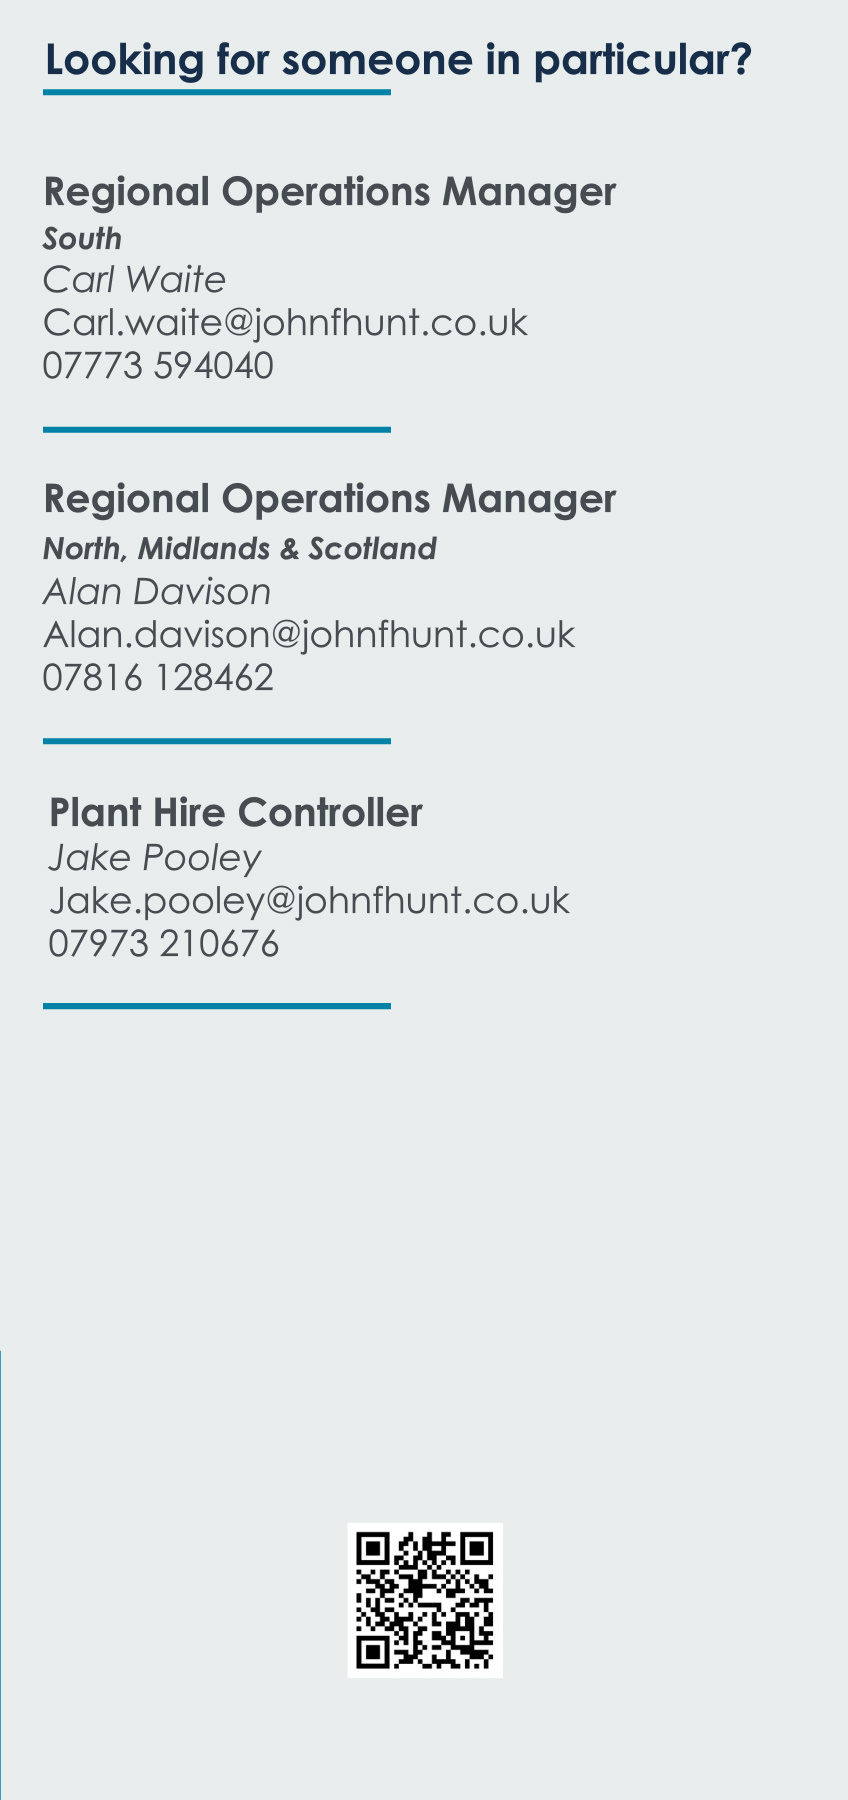 Looking for someone in particular?
Regional Operations Manager
South
Carl Waite
Carl.waite@johnfhunt.co.uk
07773 594040
Regional Operations Manager
North, Midlands & Scotland
Alan Davison
Alan.davison@johnfhunt.co.uk
07816 128462
Plant Hire Controller
Jake Pooley
Jake.pooley@johnfhunt.co.uk
07973 210676